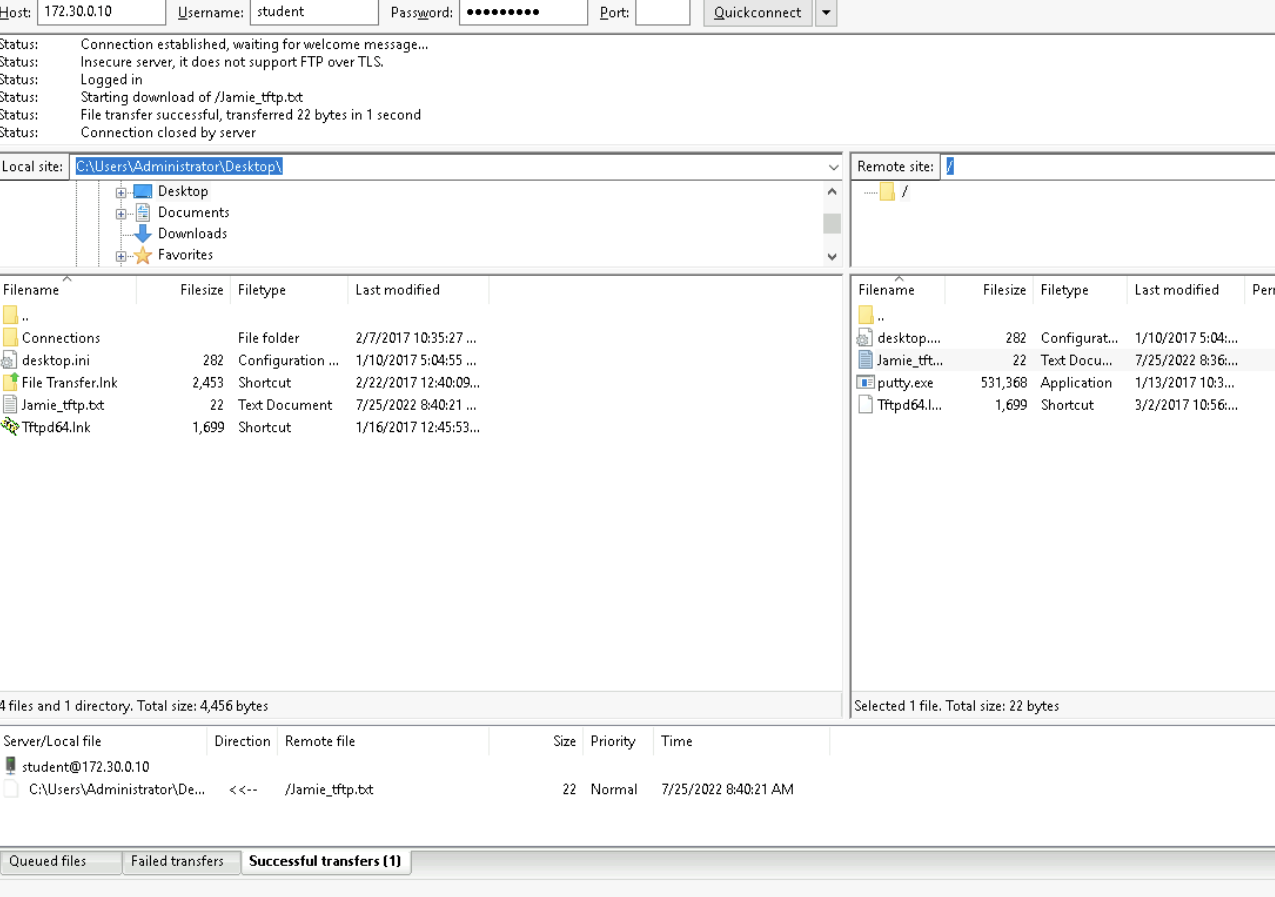 Host: 172.30.0.10 Username: student Password: ●●●●●●●●● Port: Quickconnect
Status: Connection established, waiting for welcome message...
Status: Insecure server, it does not support FTP over TLS.
Status: Logged in
Status: Starting download of /Jamie_tftp.txt
Status: File transfer successful, transferred 22 bytes in 1 second
Status: Connection closed by server
Local site: C:\Users\Administrator\Desktop\
Desktop
Documents
Downloads
Favorites
Remote site: /
/
Filename Filesize Filetype Last modified
..
Connections File folder 2/7/2017 10:35:27 ...
desktop.ini 282 Configuration ... 1/10/2017 5:04:55 ...
File Transfer.lnk 2,453 Shortcut 2/22/2017 12:40:09...
Jamie_tftp.txt 22 Text Document 7/25/2022 8:40:21 ...
Tftpd64.lnk 1,699 Shortcut 1/16/2017 12:45:53...
4 files and 1 directory. Total size: 4,456 bytes
Filename Filesize Filetype Last modified Perr
..
desktop.... 282 Configurat... 1/10/2017 5:04:...
Jamie_tft... 22 Text Docu... 7/25/2022 8:36:...
putty.exe 531,368 Application 1/13/2017 10:3...
Tftpd64.l... 1,699 Shortcut 3/2/2017 10:56:...
Selected 1 file. Total size: 22 bytes
Server/Local file Direction Remote file Size Priority Time
student@172.30.0.10
C:\Users\Administrator\De... <<-- /Jamie_tftp.txt 22 Normal 7/25/2022 8:40:21 AM
Queued files Failed transfers Successful transfers (1)